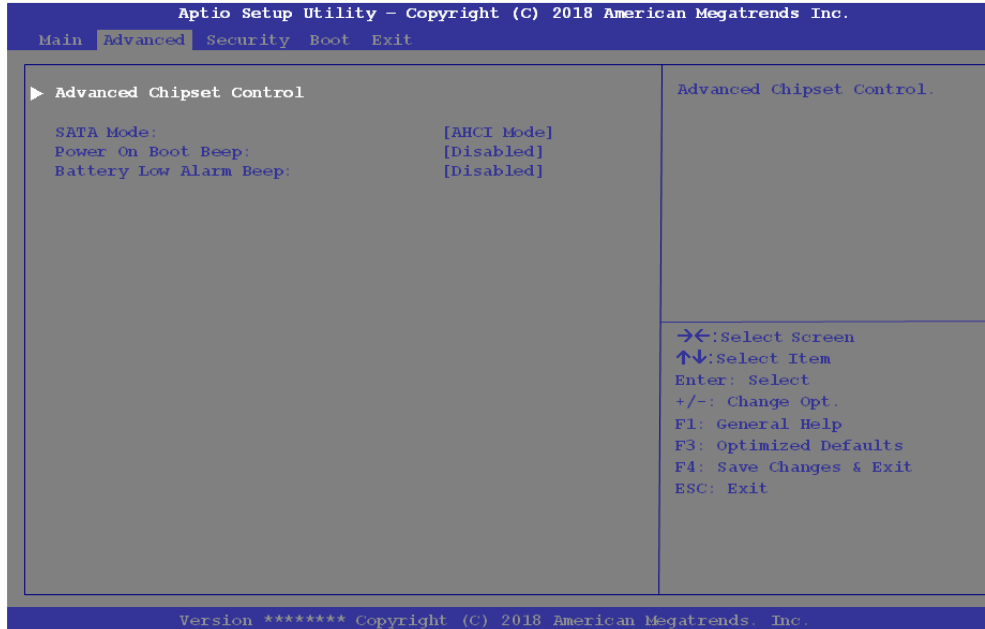 Aptio Setup Utility – Copyright (C) 2018 American Megatrends Inc.
Main Advanced Security Boot Exit
Advanced Chipset Control
SATA Mode: [AHCI Mode]
Power On Boot Beep: [Disabled]
Battery Low Alarm Beep: [Disabled]
Advanced Chipset Control.
→←:Select Screen
↑↓:Select Item
Enter: Select
+/-: Change Opt.
F1: General Help
F3: Optimized Defaults
F4: Save Changes & Exit
ESC: Exit
Version ******** Copyright (C) 2018 American Megatrends. Inc.